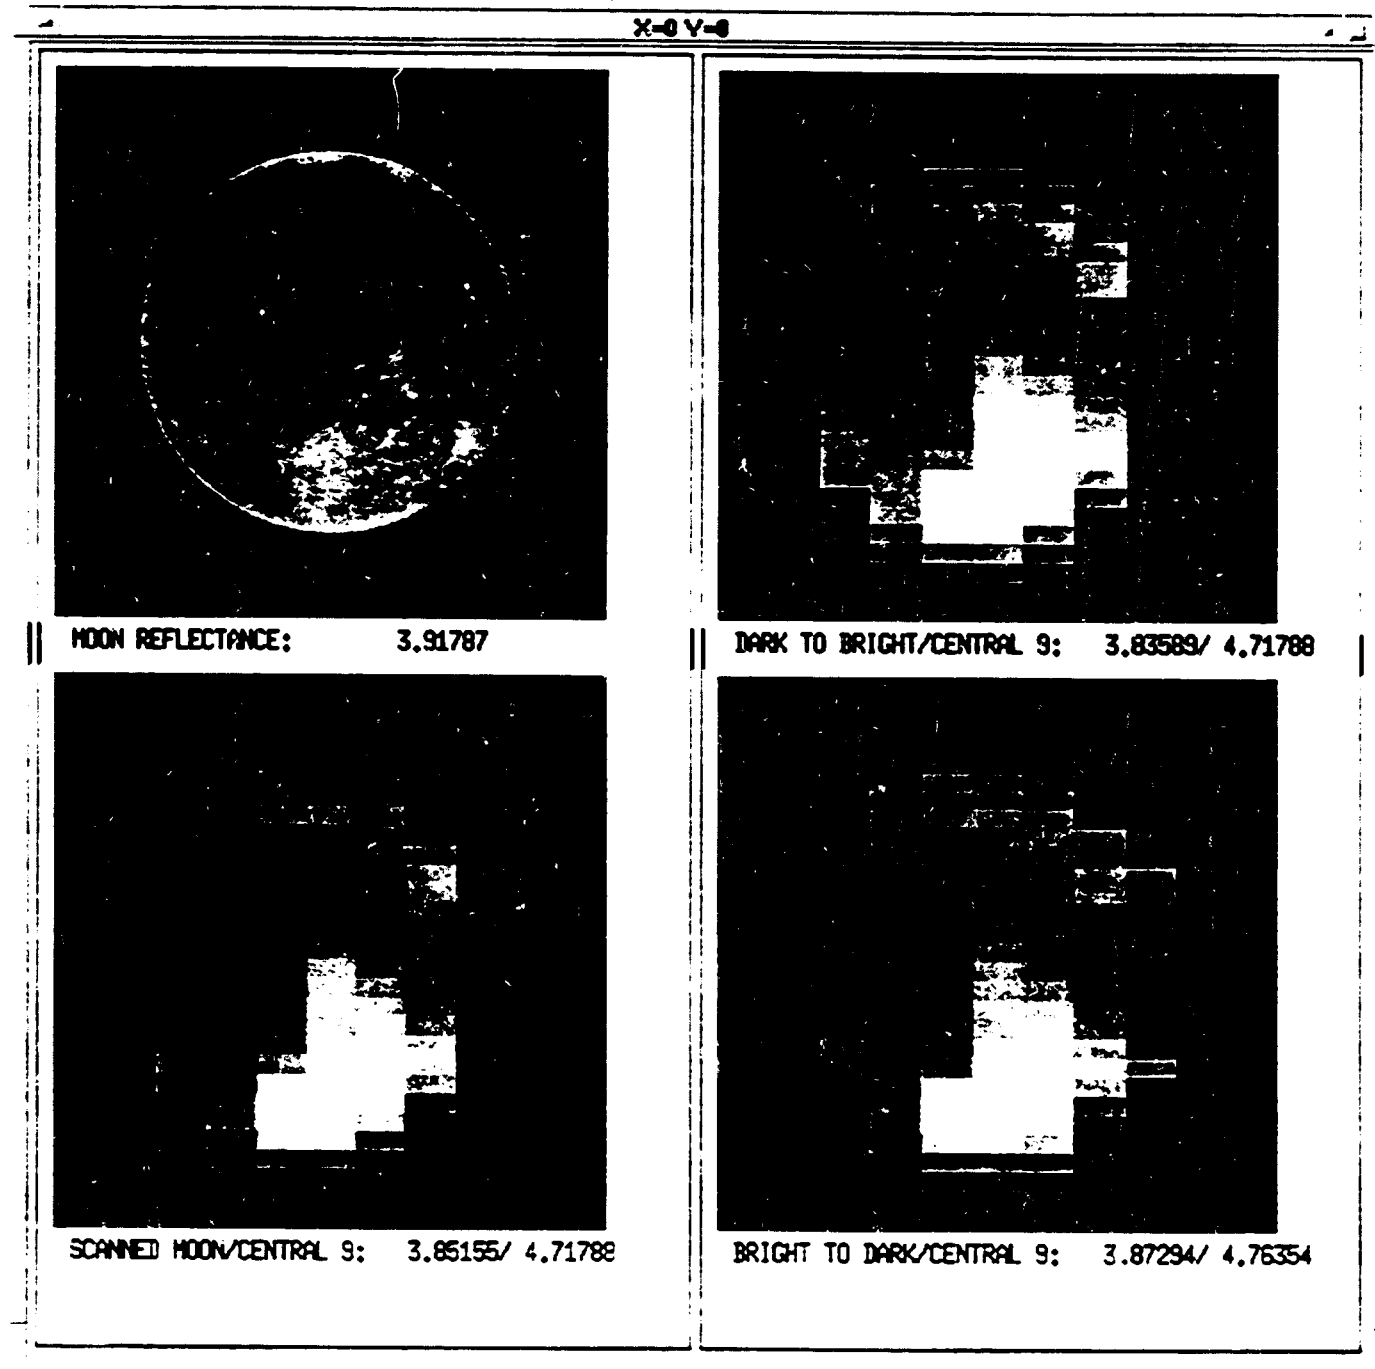 X=0 Y=0
MOON REFLECTANCE: 3.91787
DARK TO BRIGHT/CENTRAL 9: 3.83589/ 4.71788
SCANNED MOON/CENTRAL 9: 3.85155/ 4.71788
BRIGHT TO DARK/CENTRAL 9: 3.87294/ 4.76354